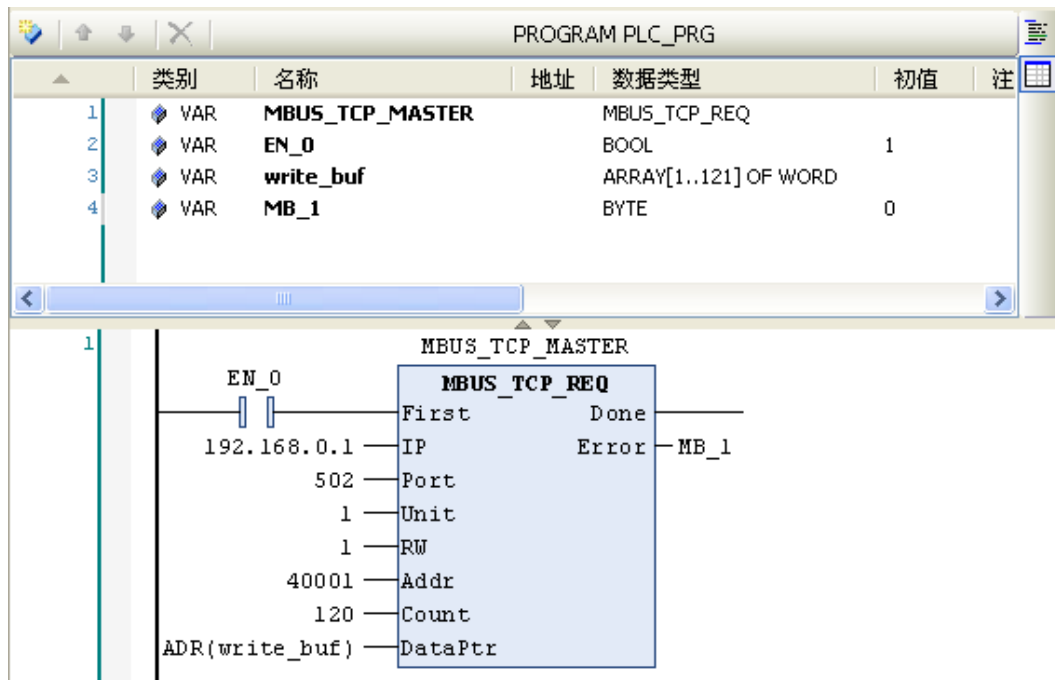 PROGRAM PLC_PRG
类别 名称 地址 数据类型 初值 注
1 VAR MBUS_TCP_MASTER MBUS_TCP_REQ
2 VAR EN_0 BOOL 1
3 VAR write_buf ARRAY[1..121] OF WORD
4 VAR MB_1 BYTE 0
1 MBUS_TCP_MASTER
EN_0 MBUS_TCP_REQ
First Done
192.168.0.1 IP Error MB_1
502 Port
1 Unit
1 RW
40001 Addr
120 Count
ADR(write_buf) DataPtr